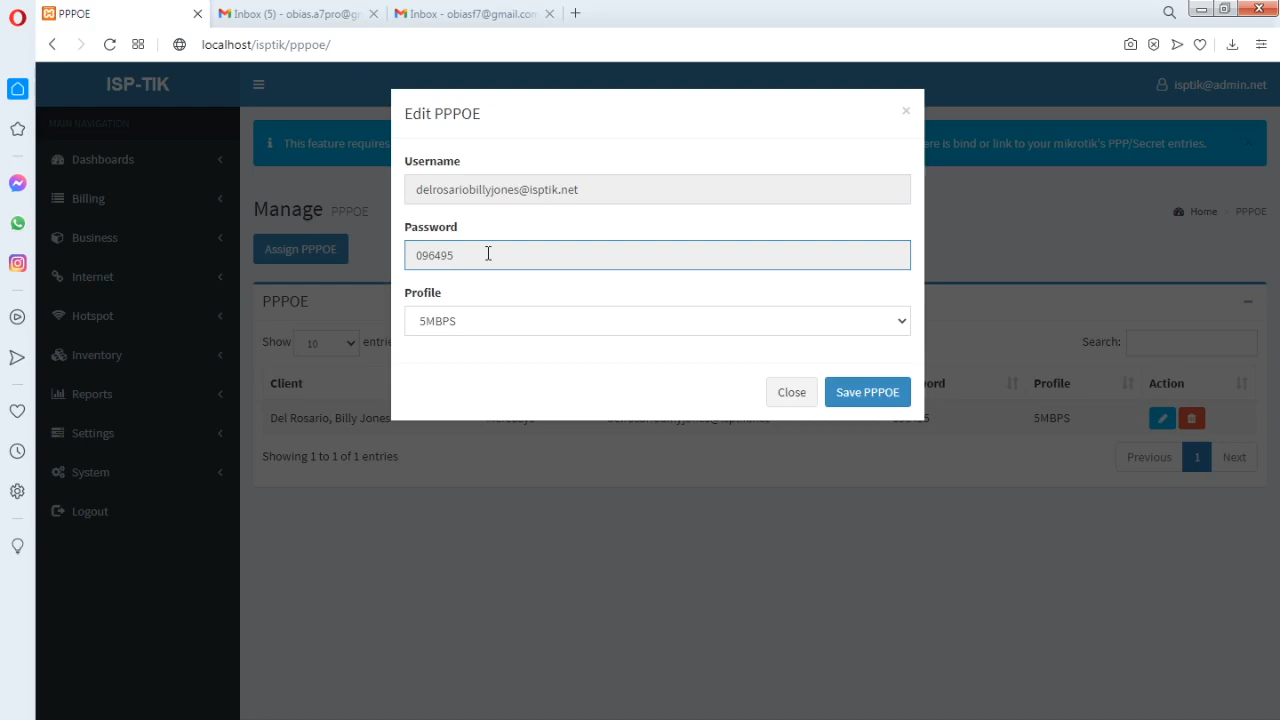 PPPOE
Inbox (5) - obias.a7pro@g
Inbox - obiasf7@gmail.com
localhost/isptik/pppoe/
ISP-TIK
isptik@admin.net
MAIN NAVIGATION
Dashboards
Billing
Business
Internet
Hotspot
Inventory
Reports
Settings
System
Logout
This feature requires
ere is bind or link to your mikrotik's PPP/Secret entries.
Manage PPPOE
Home
PPPOE
Assign PPPOE
PPPOE
Show 10 entrie
Search:
Client
ord
Profile
Action
Del Rosario, Billy Jones
5MBPS
Showing 1 to 1 of 1 entries
Previous 1 Next
Edit PPPOE
×
Username
delrosariobillyjones@isptik.net
Password
096495
Profile
5MBPS
Close
Save PPPOE